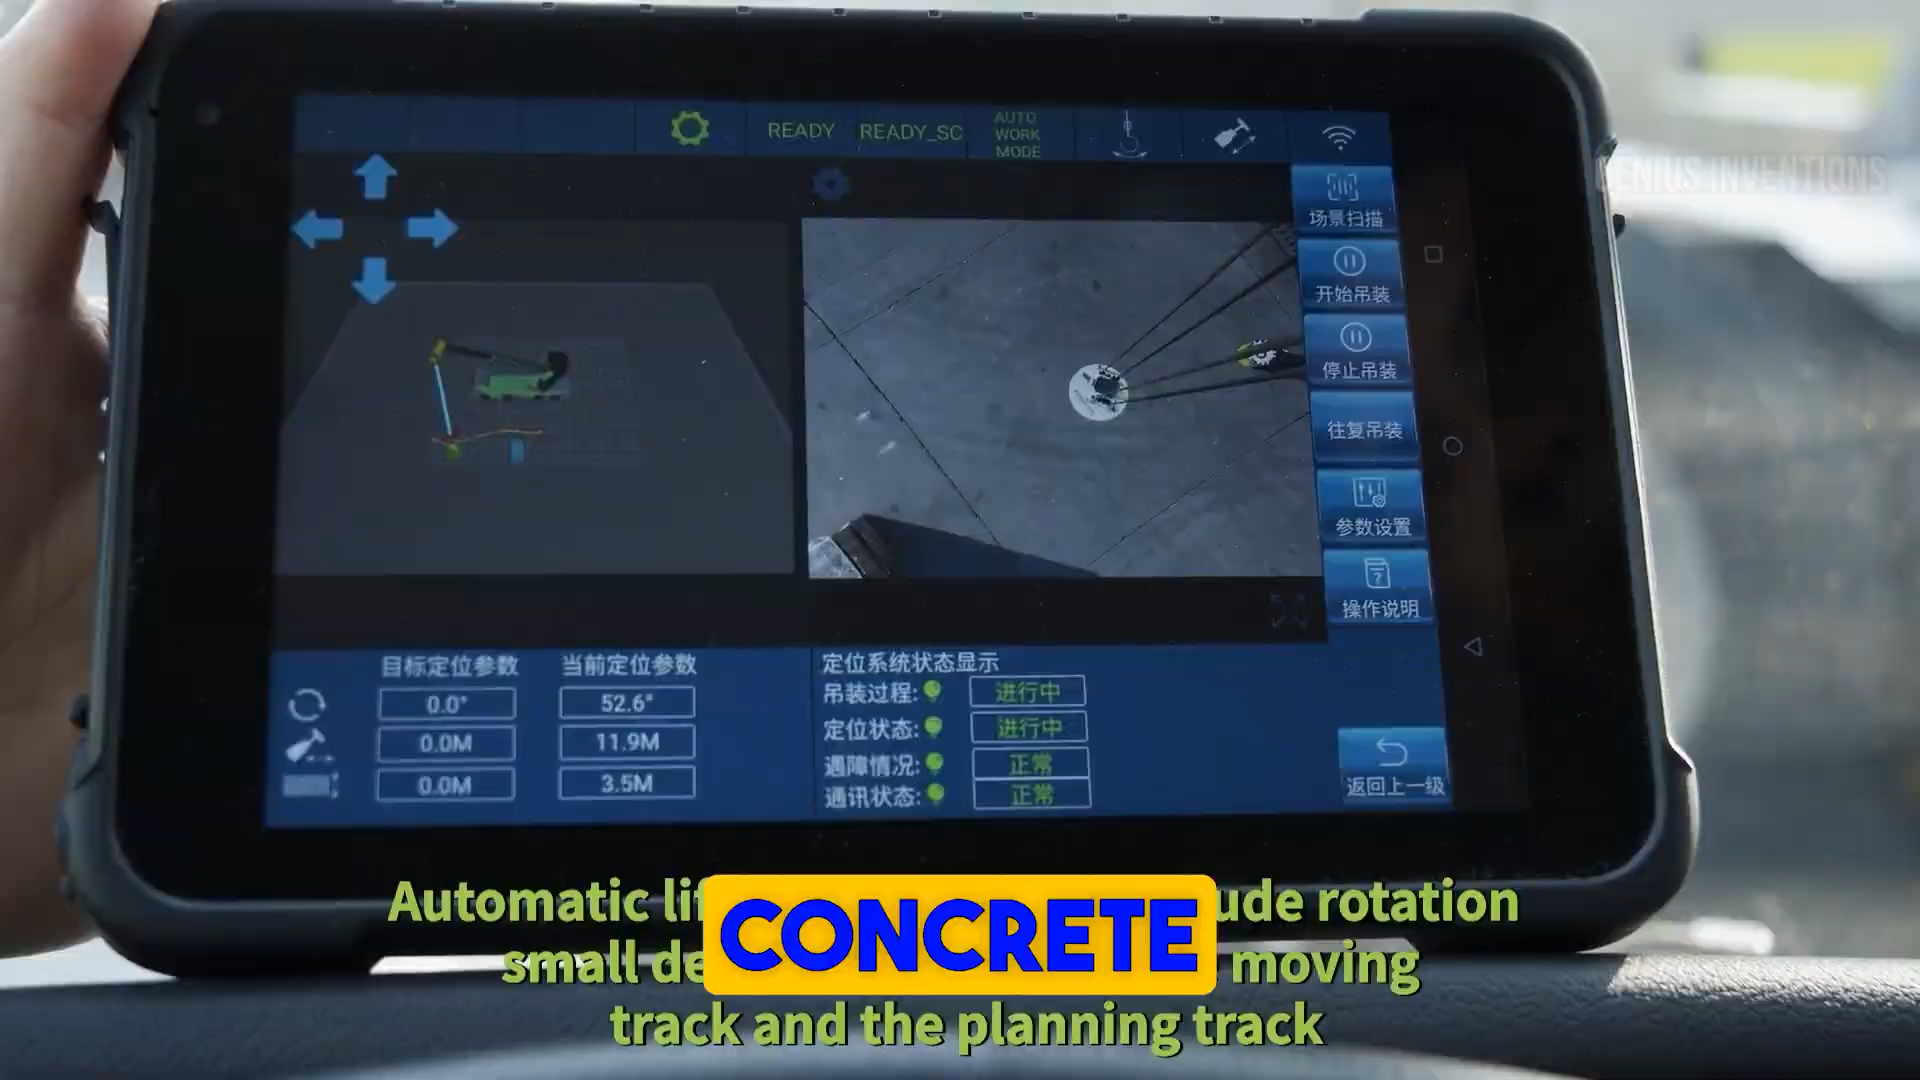 GENIUS INVENTIONS
READY
READY_SC
AUTO
WORK
MODE
场景扫描
开始吊装
停止吊装
往复吊装
参数设置
操作说明
目标定位参数
当前定位参数
0.0°
52.6°
0.0M
11.9M
0.0M
3.5M
定位系统状态显示
吊装过程:
进行中
定位状态:
进行中
遇障情况:
正常
通讯状态:
正常
返回上一级
Automatic rotation
CONCRETE
small moving
track and the planning track